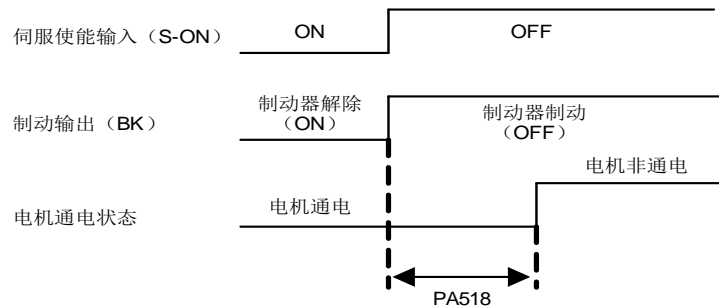 伺服使能输入（S-ON）
ON
OFF
制动输出（BK）
制动器解除
（ON）
制动器制动
（OFF）
电机通电状态
电机通电
电机非通电
PA518